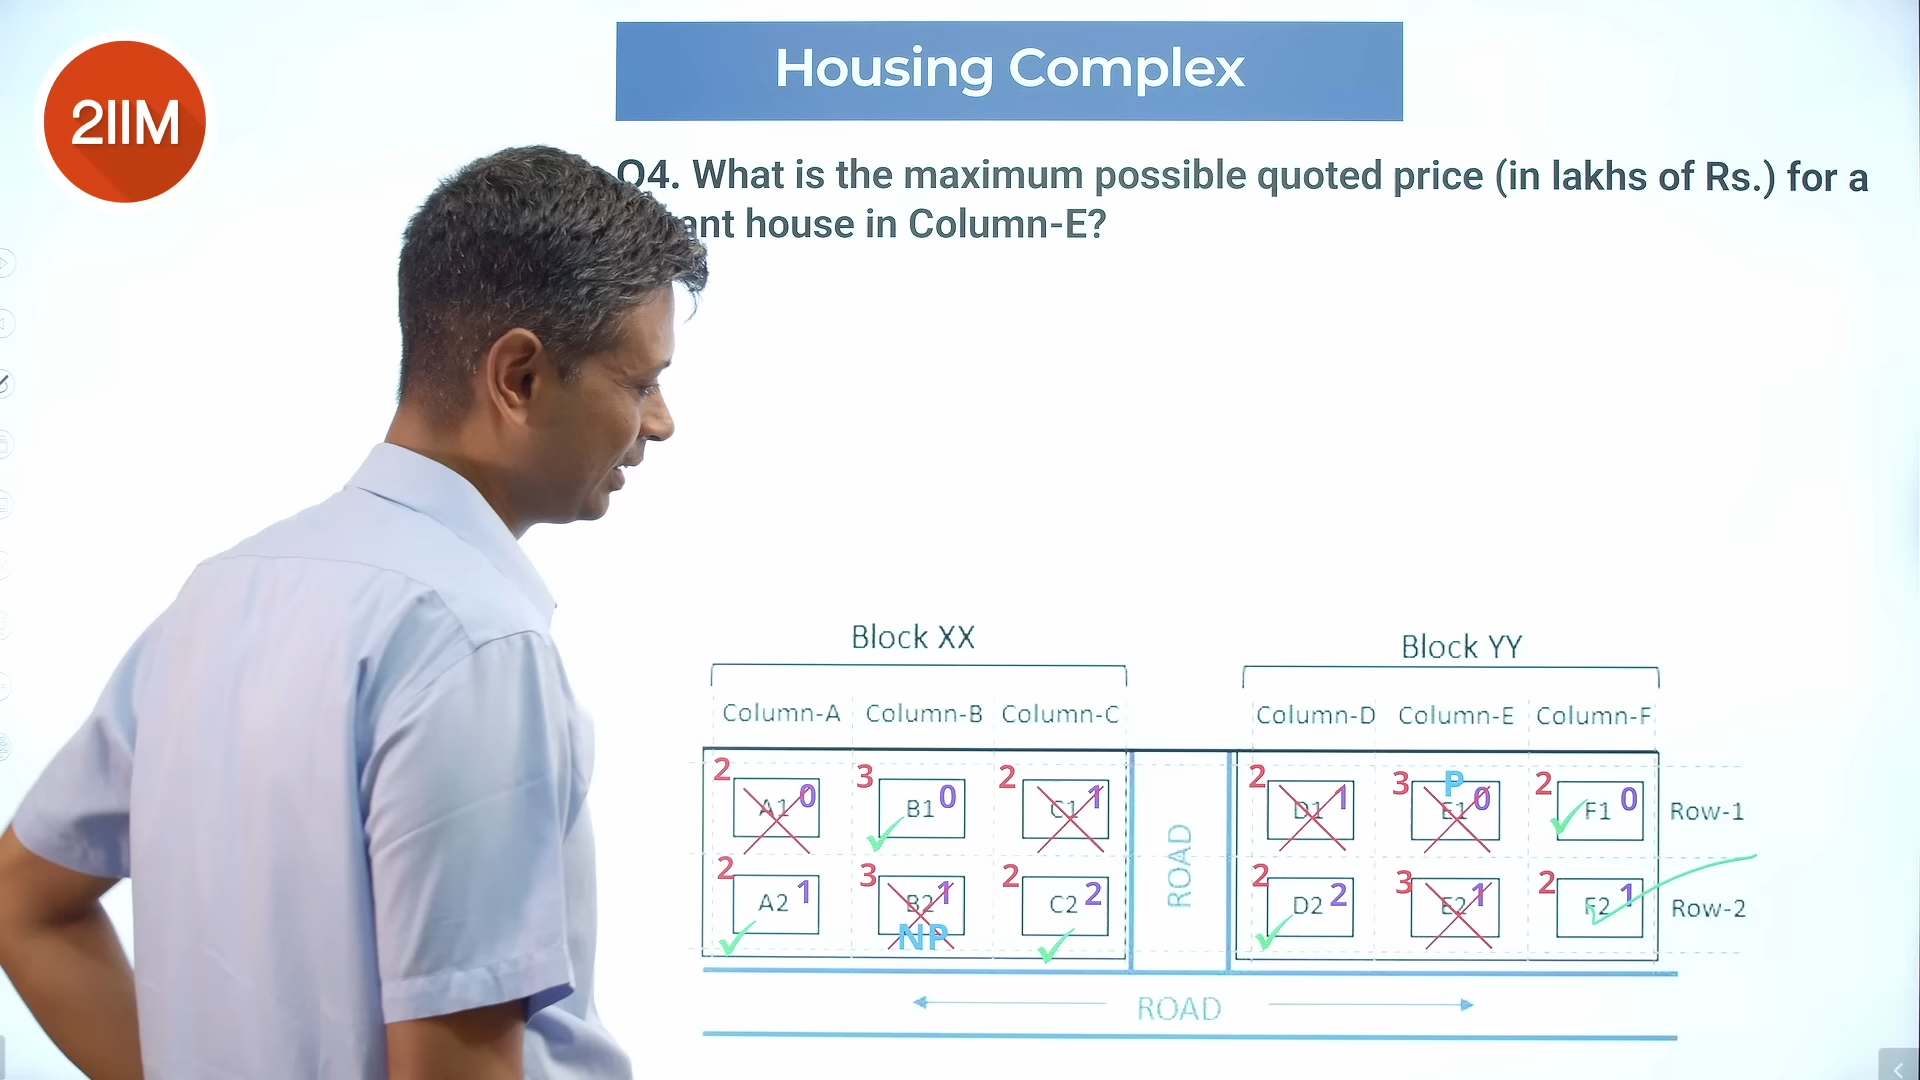 2IIM
Housing Complex
Q4. What is the maximum possible quoted price (in lakhs of Rs.) for a
house in Column-E?
Block XX
Block YY
Column-A Column-B Column-C
Column-D Column-E Column-F
2 A1 0 3 B1 0 2 C1 1
2 D1 1 3 P E1 0 2 F1 0 Row-1
2 A2 1 3 B2 1 NP 2 C2 2
2 D2 2 3 E2 1 2 F2 1 Row-2
ROAD
ROAD